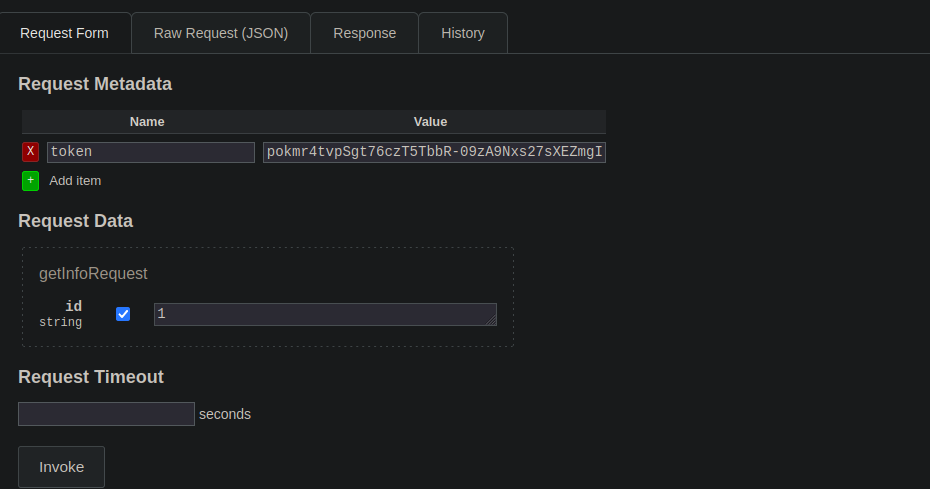 Request Form Raw Request (JSON) Response History
Request Metadata
Name Value
X token pokmr4tvpSgt76czT5TbbR-09zA9Nxs27sXEZmgI
+ Add item
Request Data
getInfoRequest
id
string
1
Request Timeout
seconds
Invoke